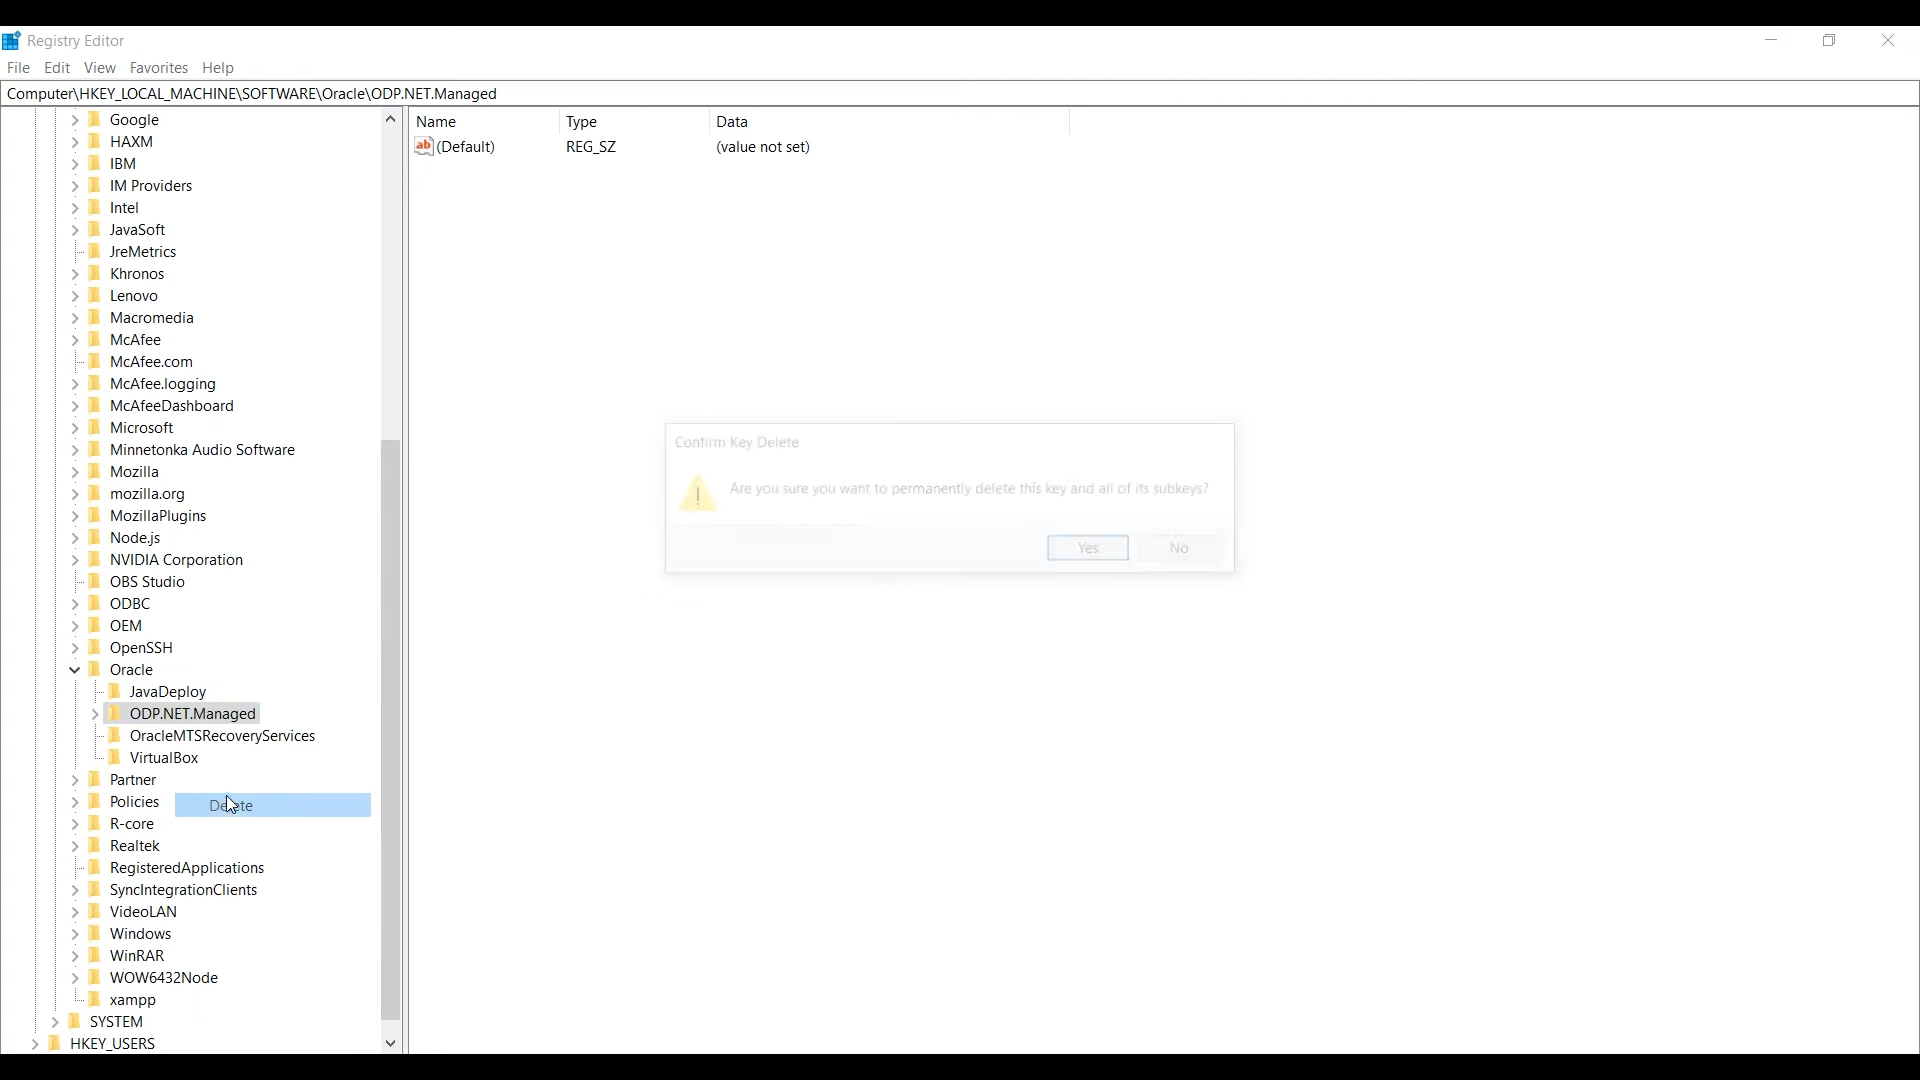 Registry Editor
File Edit View Favorites Help
Computer\HKEY_LOCAL_MACHINE\SOFTWARE\Oracle\ODP.NET.Managed
Name Type Data
ab (Default) REG_SZ (value not set)
Google
HAXM
IBM
IM Providers
Intel
JavaSoft
JreMetrics
Khronos
Lenovo
Macromedia
McAfee
McAfee.com
McAfee.logging
McAfeeDashboard
Microsoft
Minnetonka Audio Software
Mozilla
mozilla.org
MozillaPlugins
Node.js
NVIDIA Corporation
OBS Studio
ODBC
OEM
OpenSSH
Oracle
JavaDeploy
ODP.NET.Managed
OracleMTSRecoveryServices
VirtualBox
Partner
Policies
Delete
R-core
Realtek
RegisteredApplications
SyncIntegrationClients
VideoLAN
Windows
WinRAR
WOW6432Node
xampp
SYSTEM
HKEY_USERS
Confirm Key Delete
Are you sure you want to permanently delete this key and all of its subkeys?
Yes No